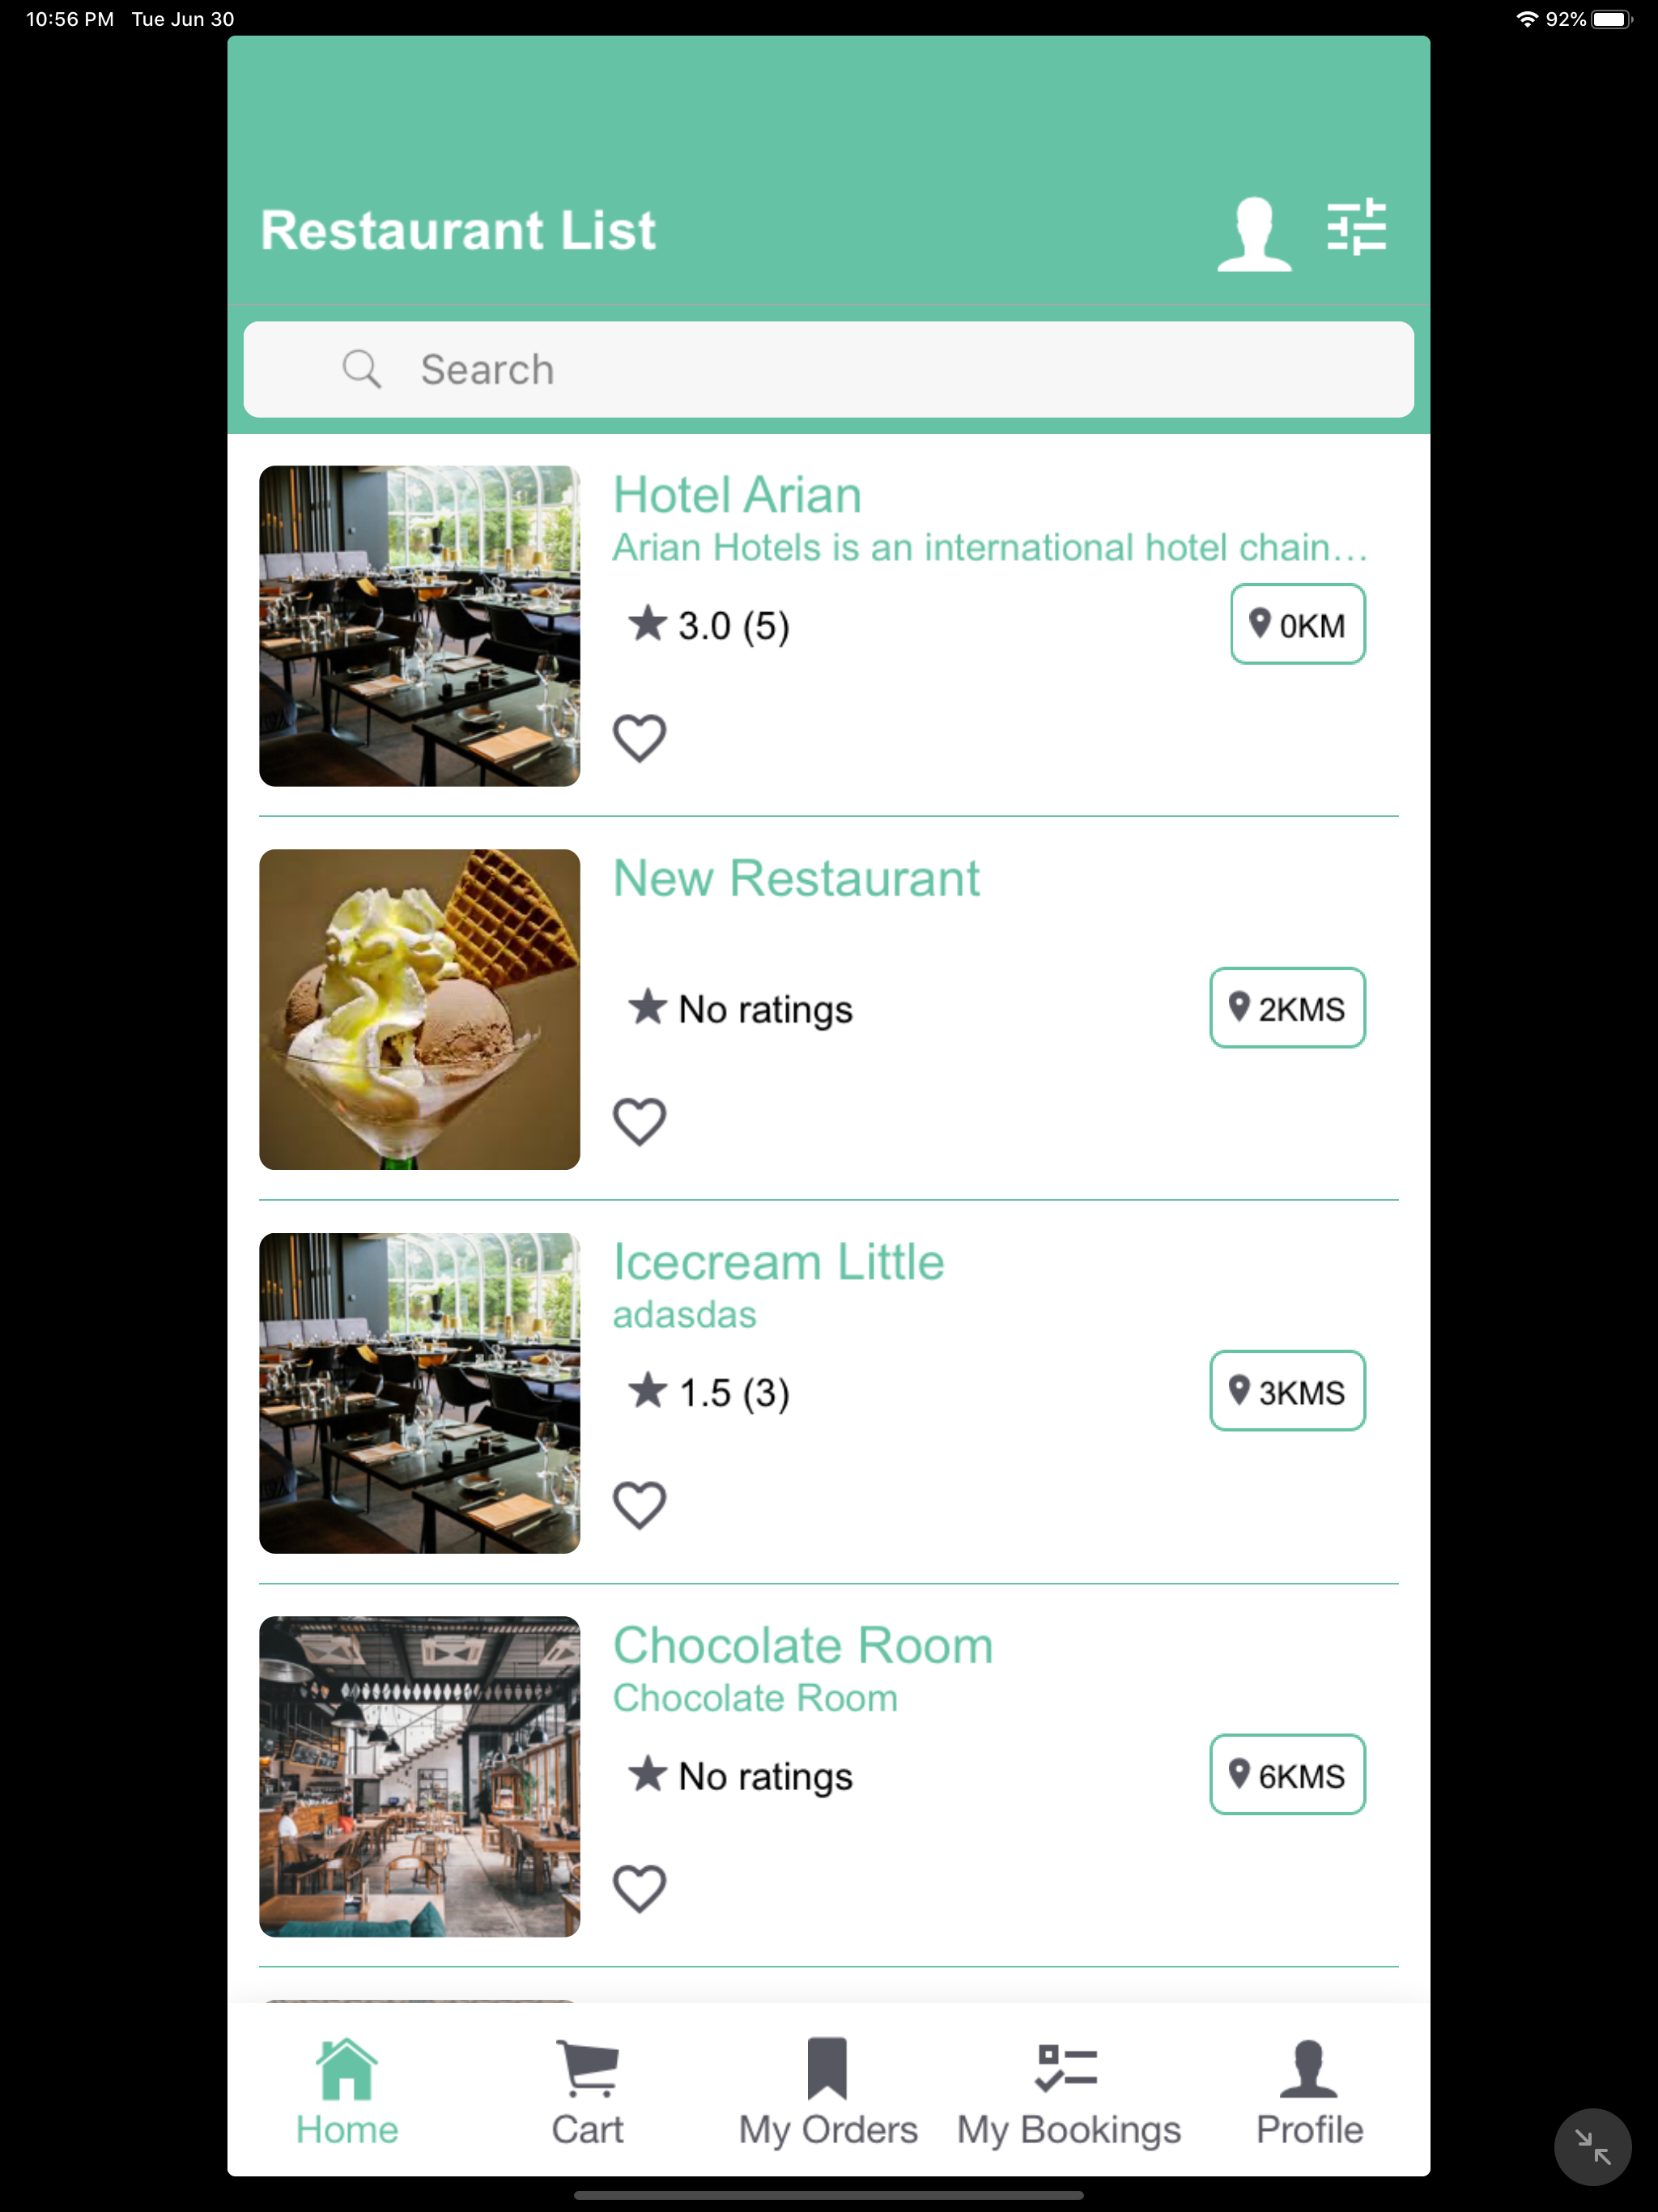 10:56 PM Tue Jun 30 92%
Restaurant List
Search
Hotel Arian
Arian Hotels is an international hotel chain...
3.0 (5)
0KM
New Restaurant
No ratings
2KMS
Icecream Little
adasdas
1.5 (3)
3KMS
Chocolate Room
Chocolate Room
No ratings
6KMS
Home Cart My Orders My Bookings Profile